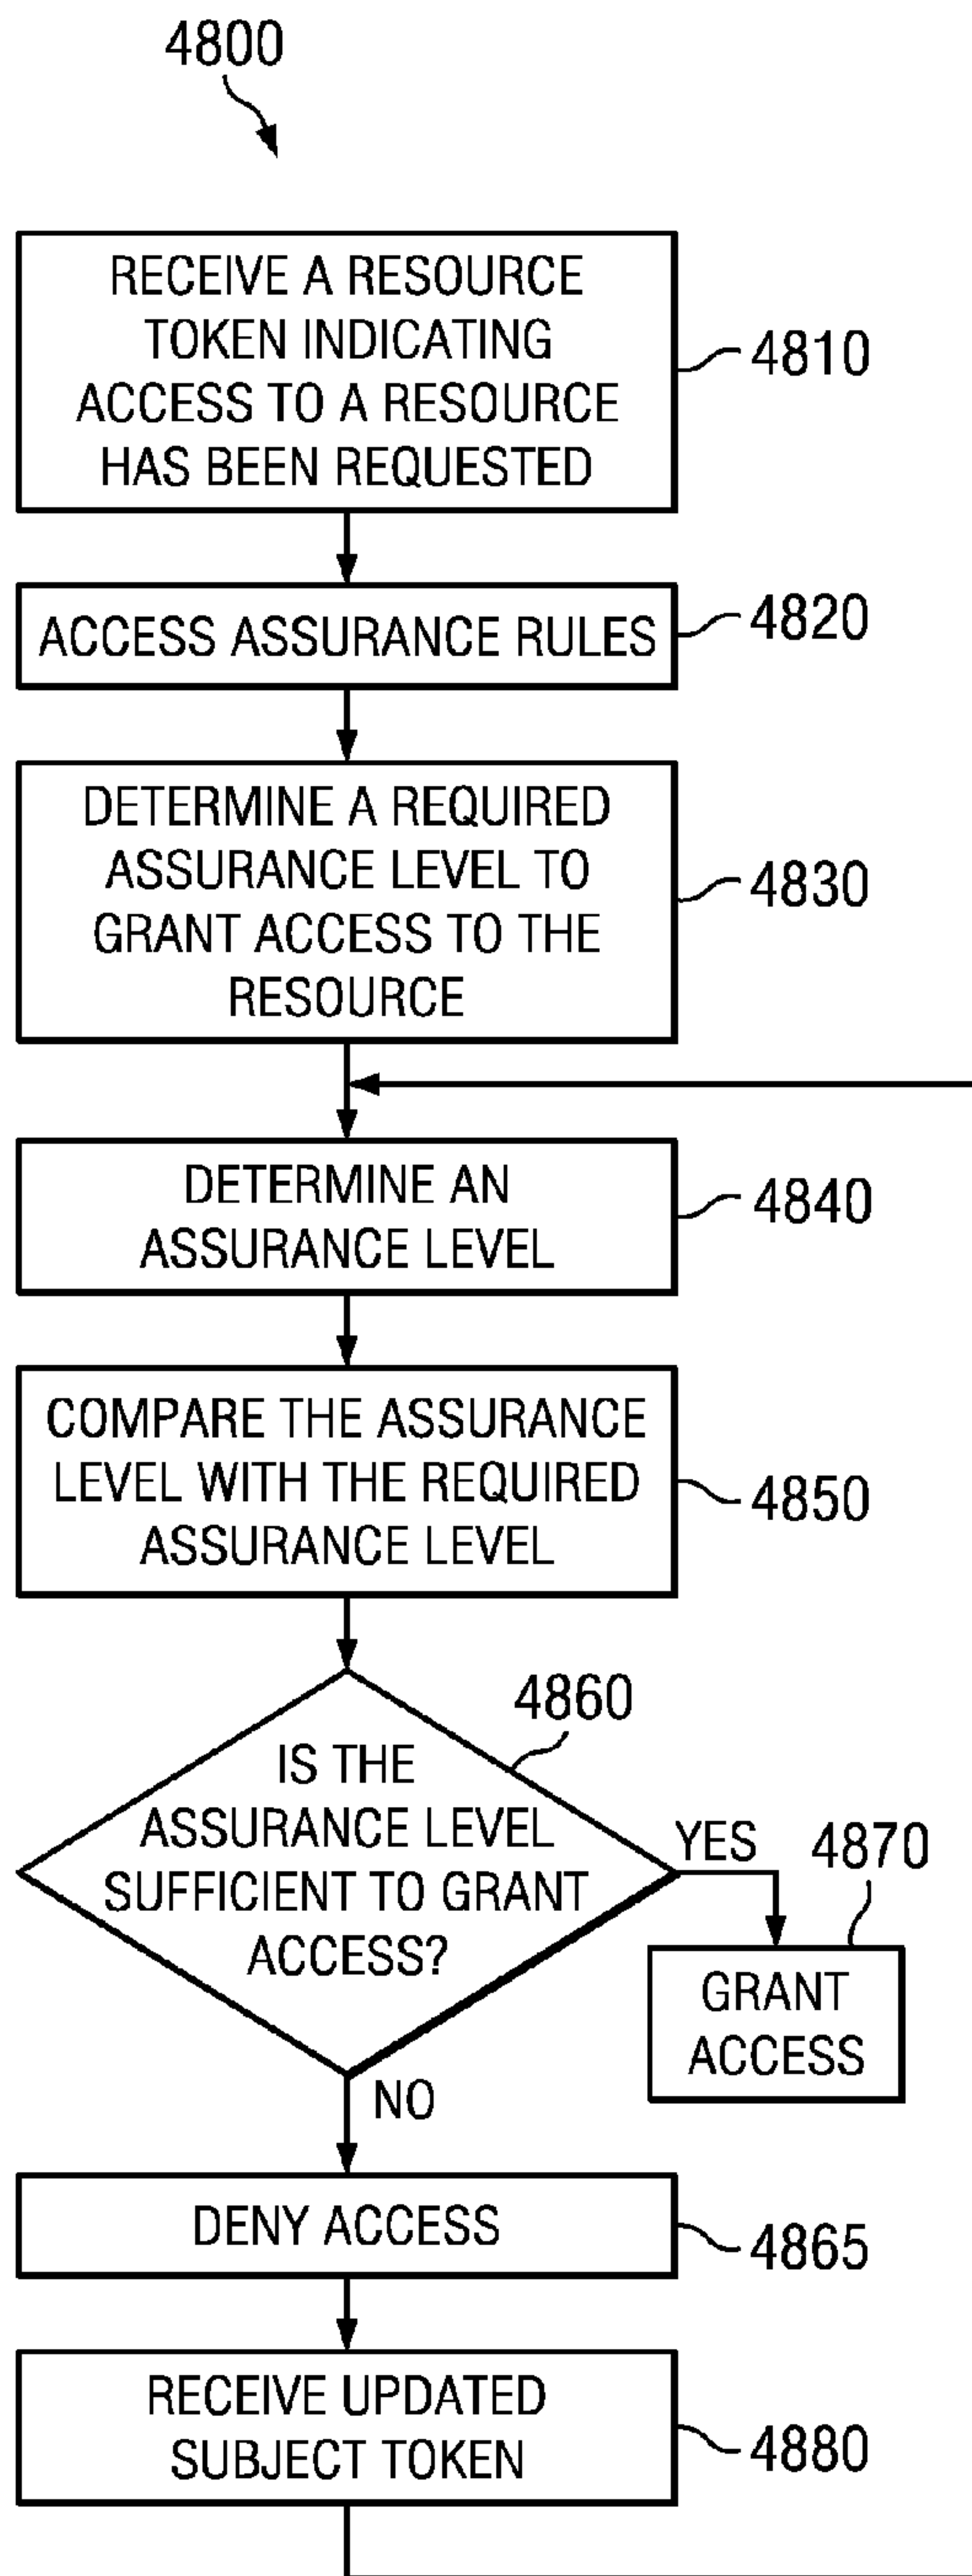 4800
RECEIVE A RESOURCE
TOKEN INDICATING
ACCESS TO A RESOURCE
HAS BEEN REQUESTED
4810
ACCESS ASSURANCE RULES
4820
DETERMINE A REQUIRED
ASSURANCE LEVEL TO
GRANT ACCESS TO THE
RESOURCE
4830
DETERMINE AN
ASSURANCE LEVEL
4840
COMPARE THE ASSURANCE
LEVEL WITH THE REQUIRED
ASSURANCE LEVEL
4850
4860
IS THE
ASSURANCE LEVEL
SUFFICIENT TO GRANT
ACCESS?
YES
4870
GRANT
ACCESS
NO
DENY ACCESS
4865
RECEIVE UPDATED
SUBJECT TOKEN
4880